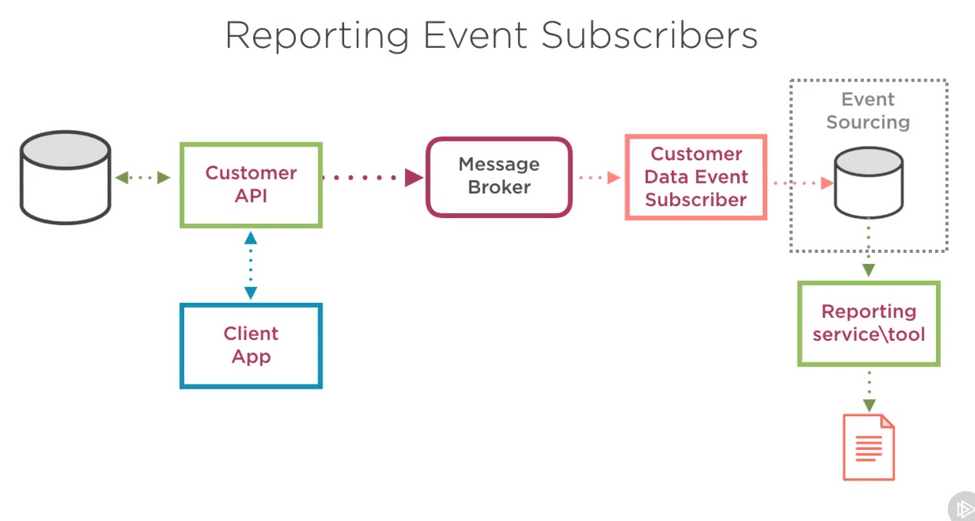 Reporting Event Subscribers
Event
Sourcing
Customer
API
Message
Broker
Customer
Data Event
Subscriber
Client
App
Reporting
service\tool